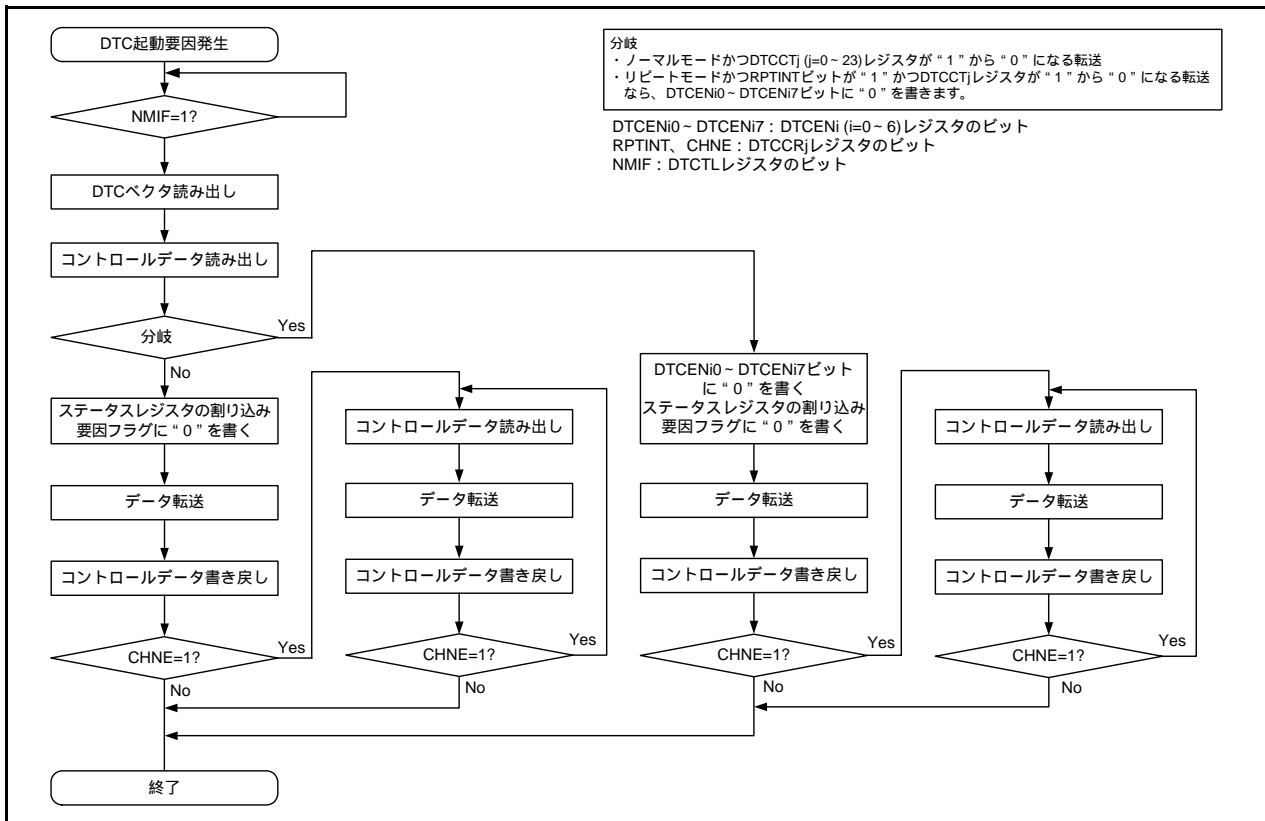 DTC起動要因発生
NMIF=1?
DTCベクタ読み出し
コントロールデータ読み出し
分岐
Yes
No
ステータスレジスタの割り込み
要因フラグに“0”を書く
データ転送
コントロールデータ書き戻し
CHNE=1?
Yes
No
終了
コントロールデータ読み出し
データ転送
コントロールデータ書き戻し
CHNE=1?
Yes
No
分岐
・ノーマルモードかつDTCCTj (j=0~23)レジスタが“1”から“0”になる転送
・リピートモードかつRPTINTビットが“1”かつDTCCTjレジスタが“1”から“0”になる転送
なら、DTCENi0~DTCENi7ビットに“0”を書きます。
DTCENi0~DTCENi7:DTCENi (i=0~6)レジスタのビット
RPTINT、CHNE:DTCCRjレジスタのビット
NMIF:DTCTLレジスタのビット
DTCENi0~DTCENi7ビット
に“0”を書く
ステータスレジスタの割り込み
要因フラグに“0”を書く
データ転送
コントロールデータ書き戻し
CHNE=1?
Yes
No
コントロールデータ読み出し
データ転送
コントロールデータ書き戻し
CHNE=1?
Yes
No